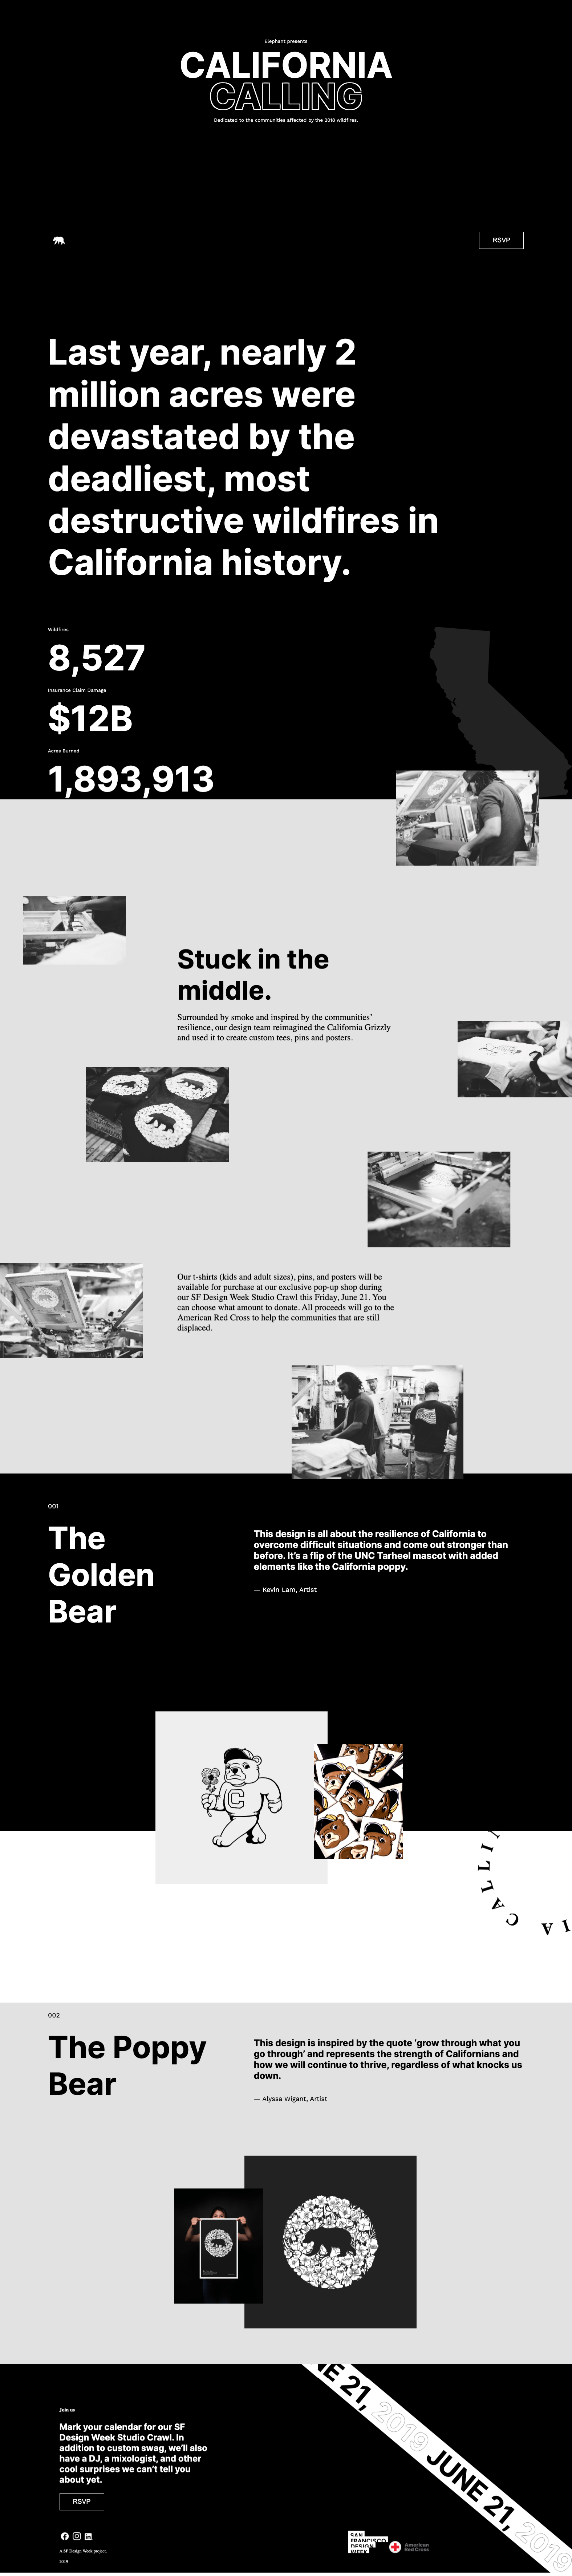 Elephant presents
CALIFORNIA
CALLING
Dedicated to the communities affected by the 2018 wildfires.
RSVP
Last year, nearly 2
million acres were
devastated by the
deadliest, most
destructive wildfires in
California history.
Wildfires
8,527
Insurance Claim Damage
$12B
Acres Burned
1,893,913
Stuck in the
middle.
Surrounded by smoke and inspired by the communities’
resilience, our design team reimagined the California Grizzly
and used it to create custom tees, pins and posters.
Our t-shirts (kids and adult sizes), pins, and posters will be
available for purchase at our exclusive pop-up shop during
our SF Design Week Studio Crawl this Friday, June 21. You
can choose what amount to donate. All proceeds will go to the
American Red Cross to help the communities that are still
displaced.
001
The
Golden
Bear
This design is all about the resilience of California to
overcome difficult situations and come out stronger than
before. It’s a flip of the UNC Tarheel mascot with added
elements like the California poppy.
— Kevin Lam, Artist
C
IA CALLI
002
The Poppy
Bear
This design is inspired by the quote ‘grow through what you
go through’ and represents the strength of Californians and
how we will continue to thrive, regardless of what knocks us
down.
— Alyssa Wigant, Artist
NE 21, 2019 JUNE 21, 2019
Join us
Mark your calendar for our SF
Design Week Studio Crawl. In
addition to custom swag, we’ll also
have a DJ, a mixologist, and other
cool surprises we can’t tell you
about yet.
RSVP
A SF Design Week project.
2019
SAN
FRANCISCO
DESIGN
WEEK
American
Red Cross